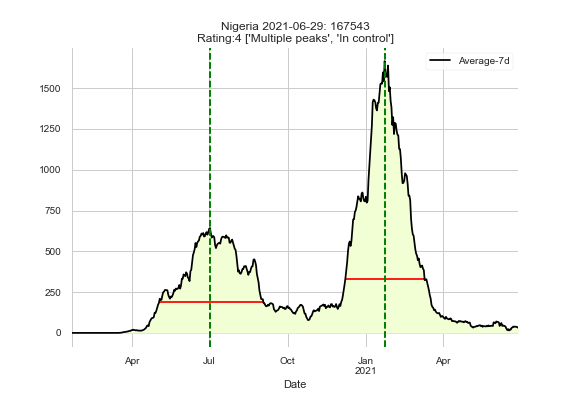 Nigeria 2021-06-29: 167543
Rating:4 ['Multiple peaks', 'In control']
Average-7d
1500
1250
1000
750
500
250
0
Apr
Jul
Oct
Jan
2021
Apr
Date